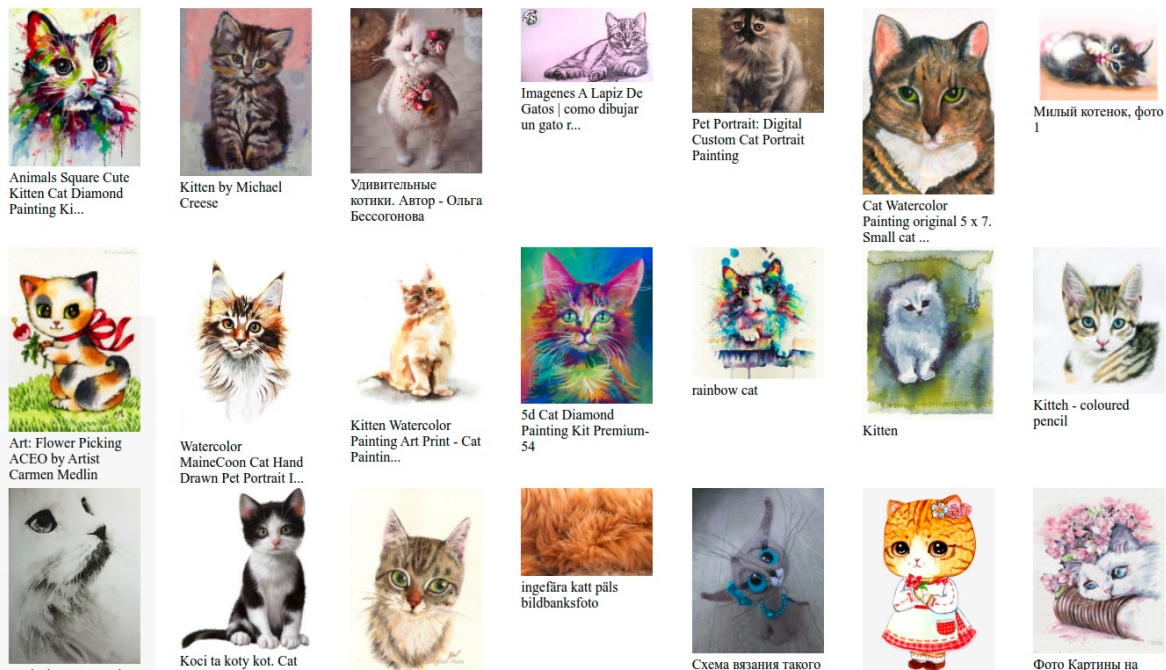 Animals Square Cute
Kitten Cat Diamond
Painting Ki...
Kitten by Michael
Creese
Удивительные
котики. Автор - Ольга
Бессогонова
Imagenes A Lapiz De
Gatos | como dibujar
un gato r...
Pet Portrait: Digital
Custom Cat Portrait
Painting
Cat Watercolor
Painting original 5 x 7.
Small cat ...
Милый котенок, фото
1
Art: Flower Picking
ACEO by Artist
Carmen Medlin
Watercolor
MaineCoon Cat Hand
Drawn Pet Portrait I...
Kitten Watercolor
Painting Art Print - Cat
Paintin...
5d Cat Diamond
Painting Kit Premium-
54
rainbow cat
Kitten
Kitteh - coloured
pencil
Koci ta koty kot. Cat
ingefära katt päls
bildbanksfoto
Схема вязания такого
Фото Картины на